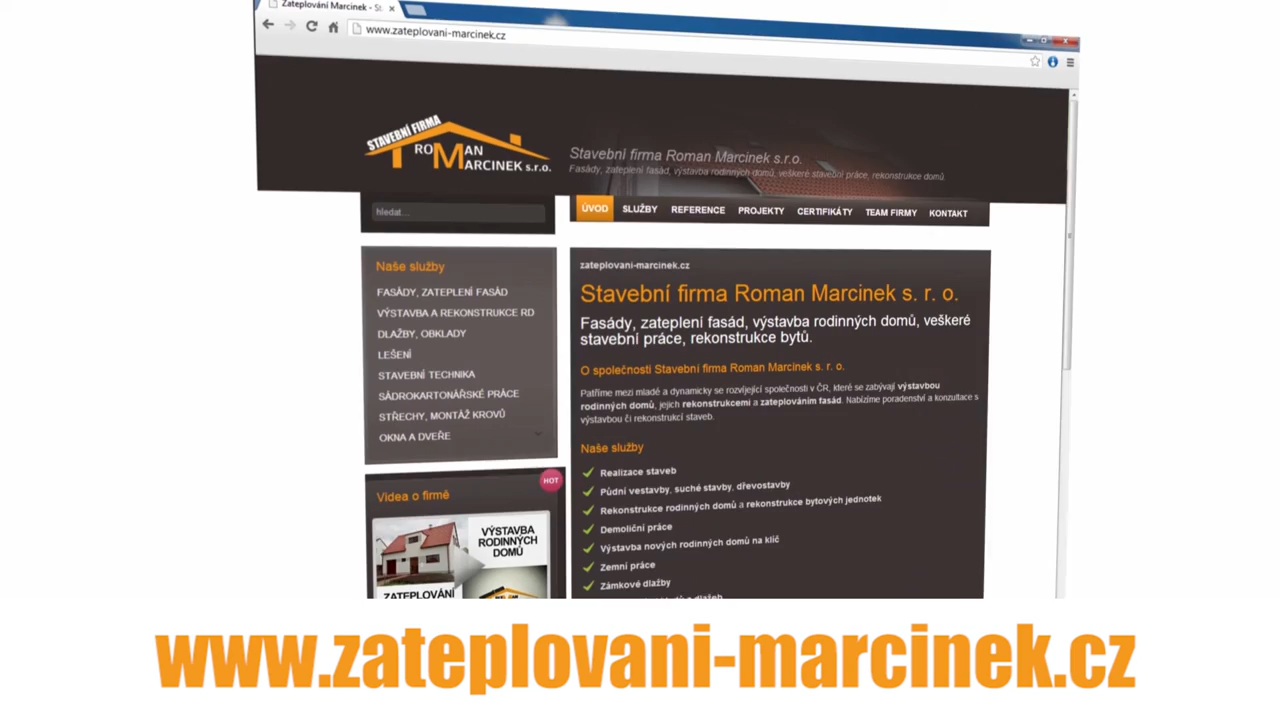 Zateplování Marcinek - St
www.zateplovani-marcinek.cz
STAVEBNÍ FIRMA
ROMAN
MARCINEK s.r.o.
Stavební firma Roman Marcinek s.r.o.
Fasády, zateplení fasád, výstavba rodinných domů, veškeré stavební práce, rekonstrukce domů.
hledat...
ÚVOD SLUŽBY REFERENCE PROJEKTY CERTIFIKÁTY TEAM FIRMY KONTAKT
Naše služby
FASÁDY, ZATEPLENÍ FASÁD
VÝSTAVBA A REKONSTRUKCE RD
DLAŽBY, OBKLADY
LEŠENÍ
STAVEBNÍ TECHNIKA
SÁDROKARTONÁŘSKÉ PRÁCE
STŘECHY, MONTÁŽ KROVŮ
OKNA A DVEŘE
Videa o firmě
HOT
VÝSTAVBA
RODINNÝCH
DOMŮ
ZATEPLOVÁNÍ
zateplovani-marcinek.cz
Stavební firma Roman Marcinek s. r. o.
Fasády, zateplení fasád, výstavba rodinných domů, veškeré
stavební práce, rekonstrukce bytů.
O společnosti Stavební firma Roman Marcinek s. r. o.
Patříme mezi mladé a dynamicky se rozvíjející společnosti v ČR, které se zabývají výstavbou
rodinných domů, jejich rekonstrukcemi a zateplováním fasád. Nabízíme poradenství a konzultace s
výstavbou či rekonstrukcí staveb.
Naše služby
Realizace staveb
Půdní vestavby, suché stavby, dřevostavby
Rekonstrukce rodinných domů a rekonstrukce bytových jednotek
Demoliční práce
Výstavba nových rodinných domů na klíč
Zemní práce
Zámkové dlažby
www.zateplovani-marcinek.cz